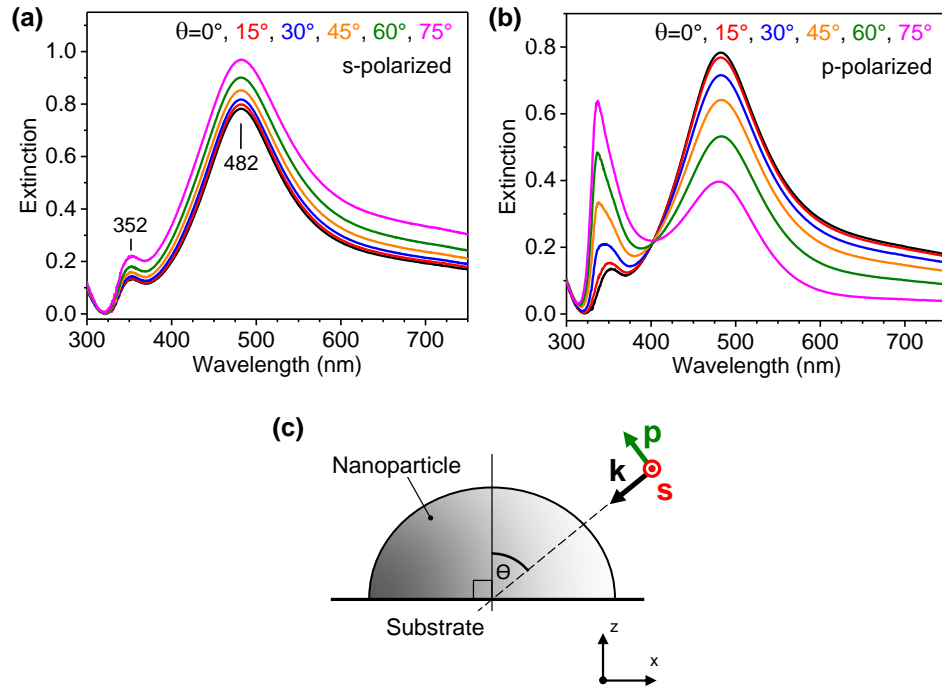 (a)
θ=0°, 15°, 30°, 45°, 60°, 75°
s-polarized
482
352
Extinction
1.0
0.8
0.6
0.4
0.2
0.0
300 400 500 600 700
Wavelength (nm)
(b)
θ=0°, 15°, 30°, 45°, 60°, 75°
p-polarized
Extinction
0.8
0.6
0.4
0.2
0.0
300 400 500 600 700
Wavelength (nm)
(c)
Nanoparticle
p
k
s
θ
Substrate
z
x